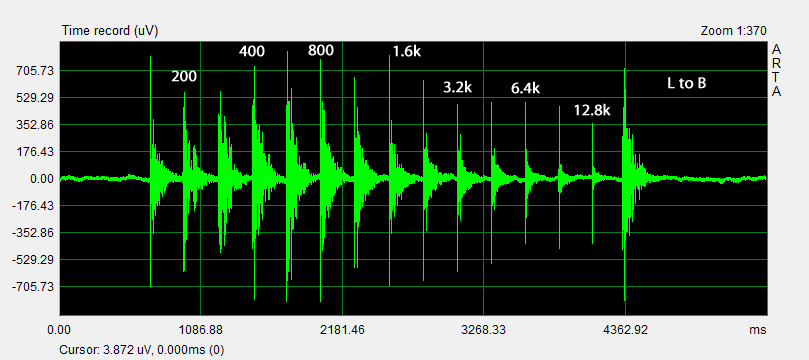 Time record (uV)
Zoom 1:370
A
R
T
A
200
400
800
1.6k
3.2k
6.4k
12.8k
L to B
705.73
529.29
352.86
176.43
0.00
-176.43
-352.86
-529.29
-705.73
0.00
1086.88
2181.46
3268.33
4362.92
ms
Cursor: 3.872 uV, 0.000ms (0)